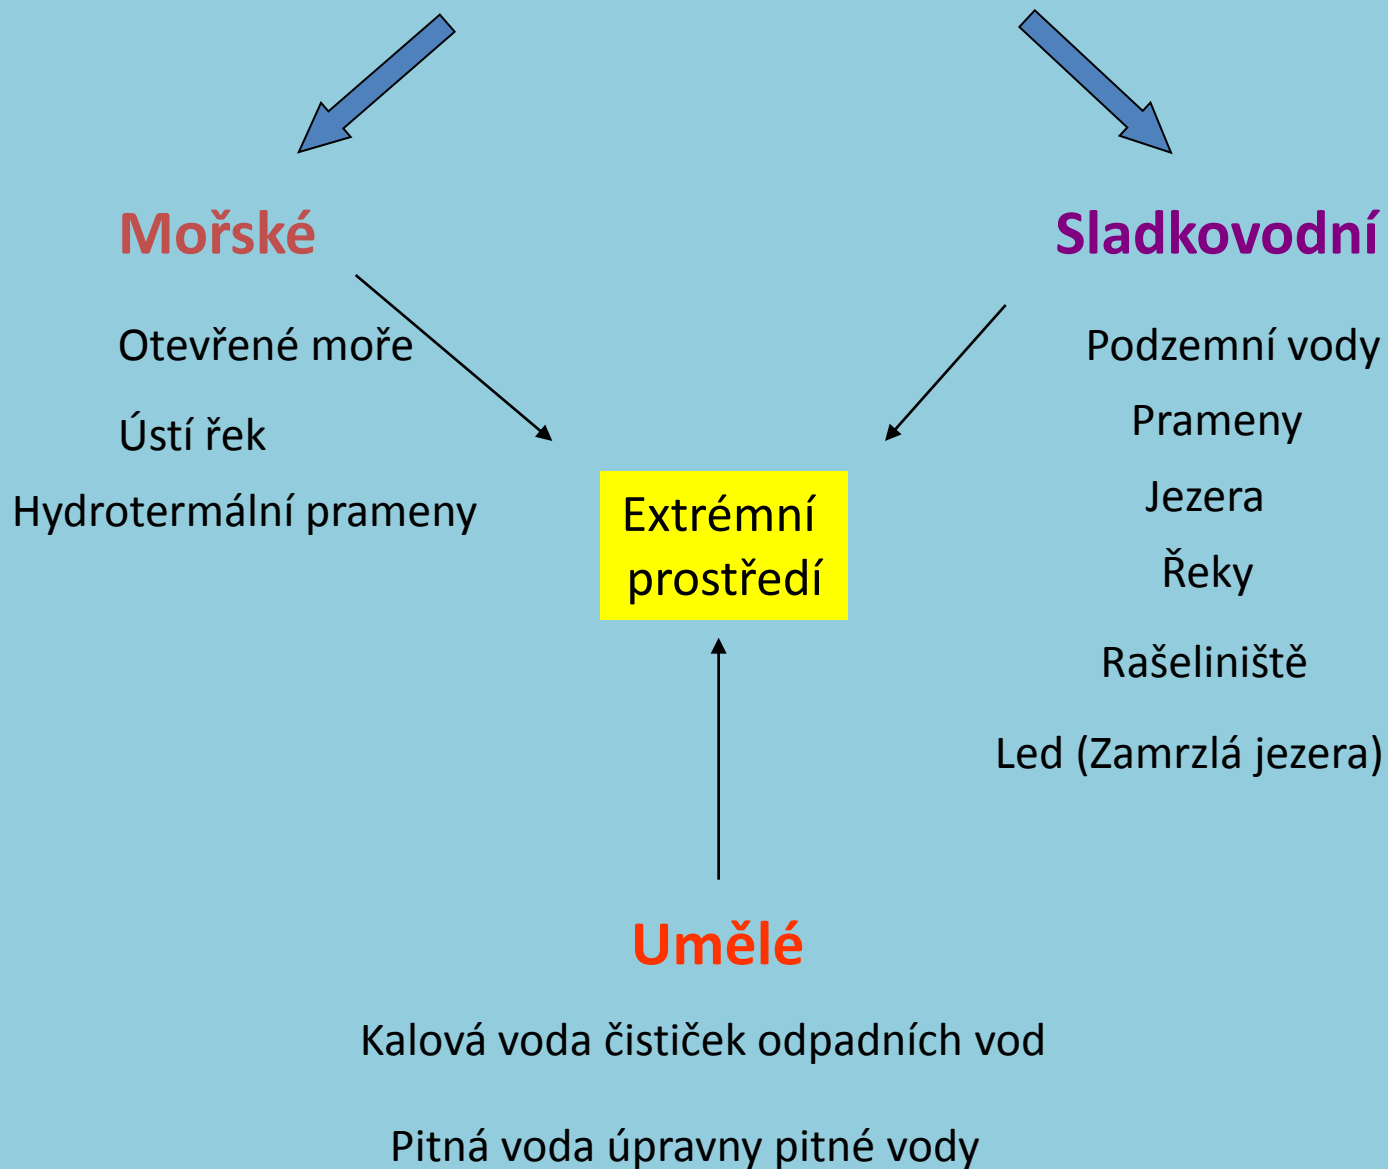 Mořské
Otevřené moře
Ústí řek
Hydrotermální prameny
Sladkovodní
Podzemní vody
Prameny
Jezera
Řeky
Rašeliniště
Led (Zamrzlá jezera)
Extrémní
prostředí
Umělé
Kalová voda čističek odpadních vod
Pitná voda úpravny pitné vody